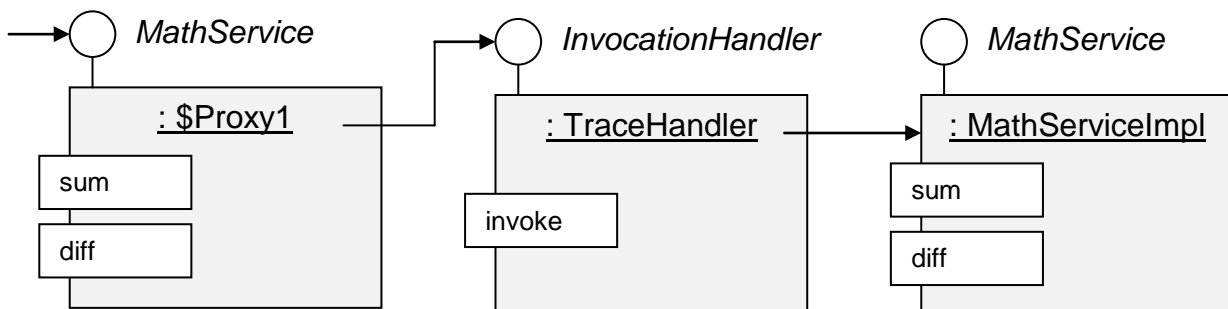 MathService
InvocationHandler
MathService
: $Proxy1
: TraceHandler
: MathServiceImpl
sum
diff
invoke
sum
diff